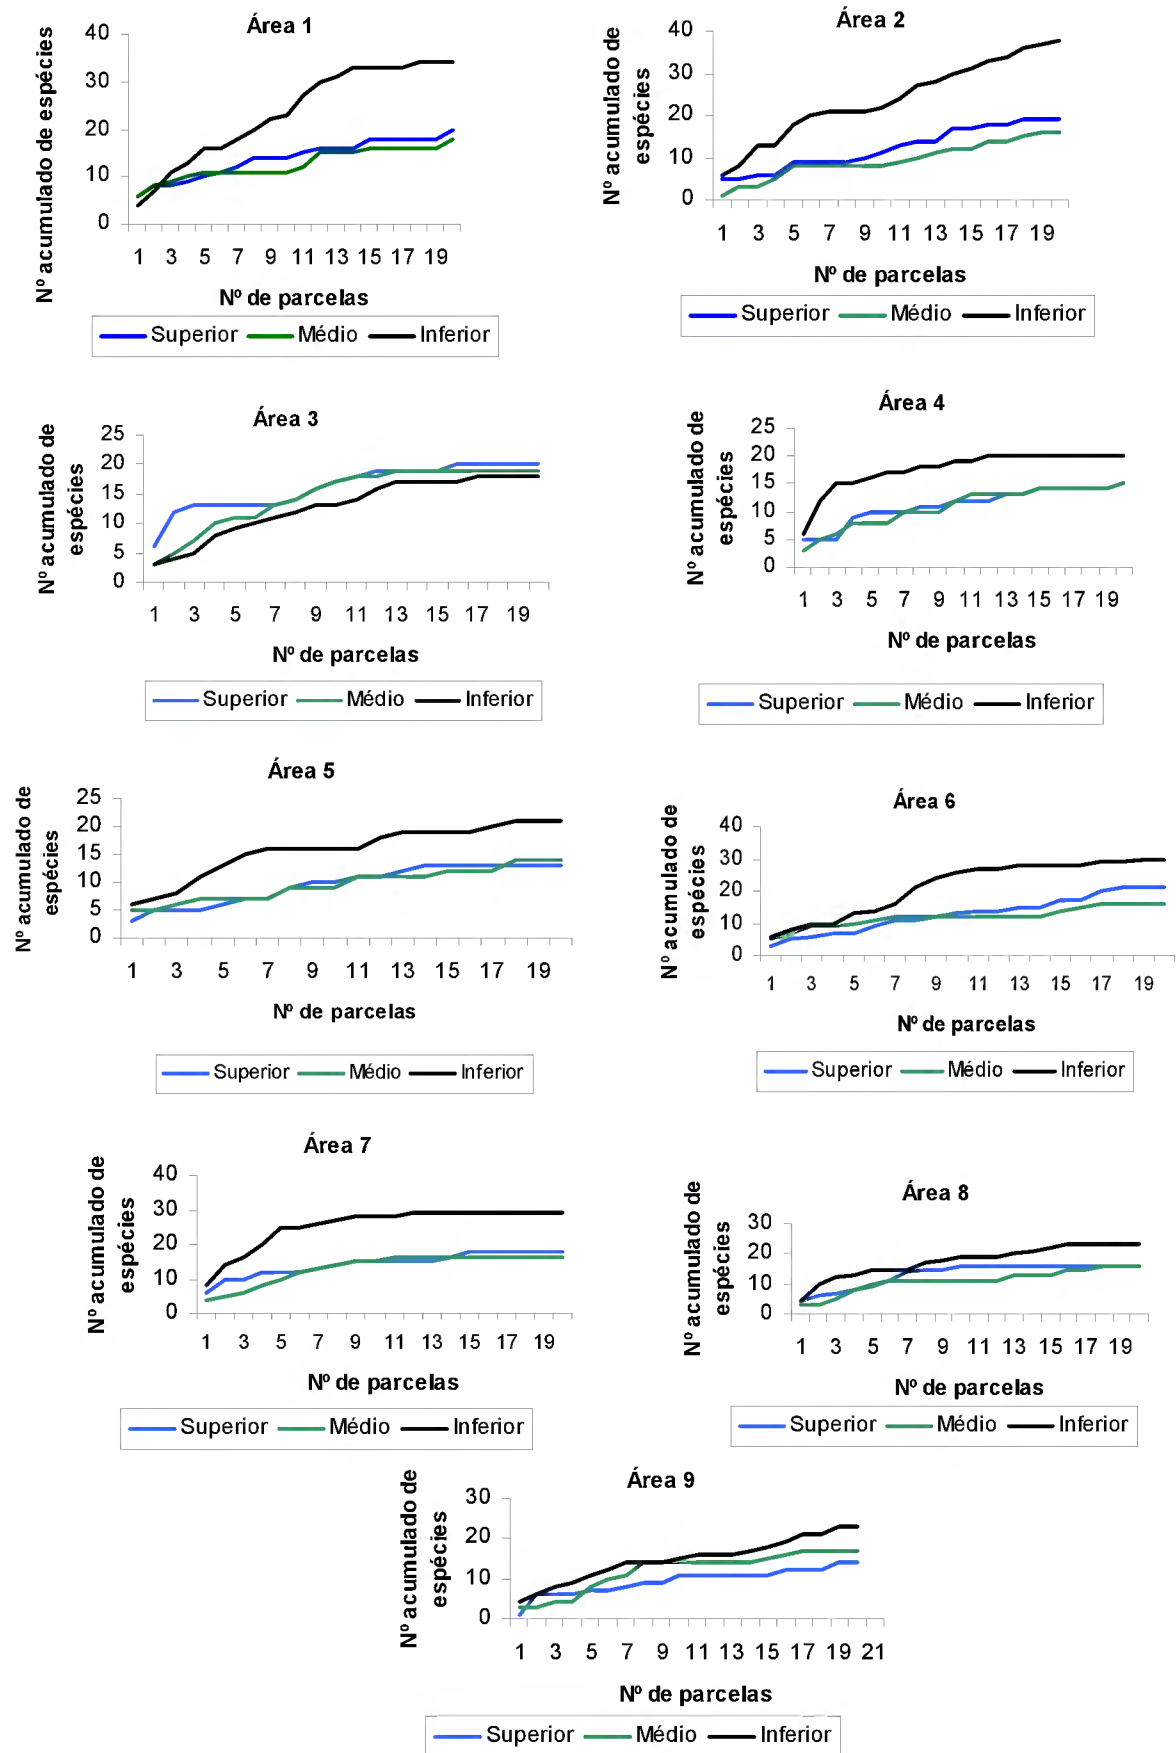 Área 1
Nº acumulado de espécies
40
30
20
10
0
1 3 5 7 9 11 13 15 17 19
Nº de parcelas
Superior Médio Inferior
Área 2
Nº acumulado de
espécies
40
30
20
10
0
1 3 5 7 9 11 13 15 17 19
Nº de parcelas
Superior Médio Inferior
Área 3
Nº acumulado de
espécies
25
20
15
10
5
0
1 3 5 7 9 11 13 15 17 19
Nº de parcelas
Superior Médio Inferior
Área 4
Nº acumulado de
espécies
25
20
15
10
5
0
1 3 5 7 9 11 13 15 17 19
Nº de parcelas
Superior Médio Inferior
Área 5
Nº acumulado de
espécies
25
20
15
10
5
0
1 3 5 7 9 11 13 15 17 19
Nº de parcelas
Superior Médio Inferior
Área 6
Nº acumulado de
espécies
40
30
20
10
0
1 3 5 7 9 11 13 15 17 19
Nº de parcelas
Superior Médio Inferior
Área 7
Nº acumulado de
espécies
40
30
20
10
0
1 3 5 7 9 11 13 15 17 19
Nº de parcelas
Superior Médio Inferior
Área 8
Nº acumulado de
espécies
30
20
10
0
1 3 5 7 9 11 13 15 17 19
Nº de parcelas
Superior Médio Inferior
Área 9
Nº acumulado de
espécies
30
20
10
0
1 3 5 7 9 11 13 15 17 19 21
Nº de parcelas
Superior Médio Inferior